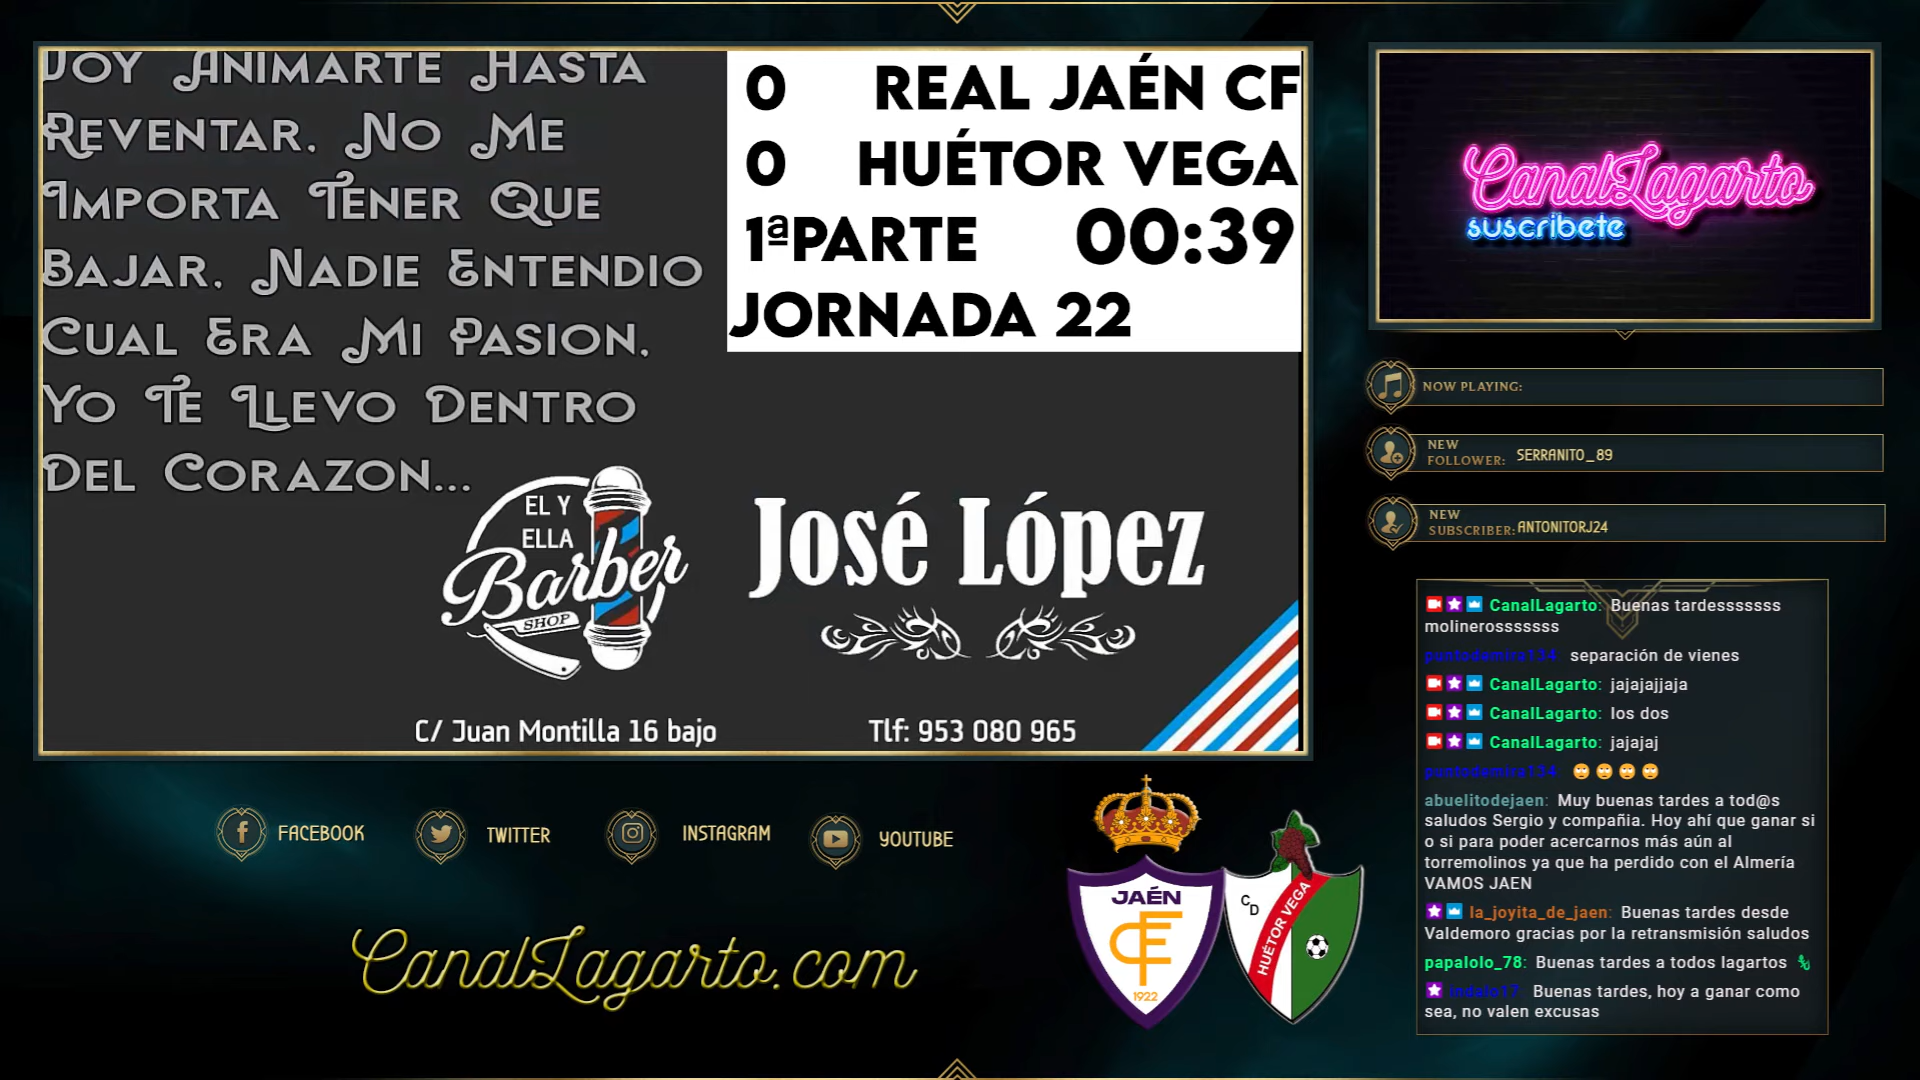 Voy Animarte Hasta
Reventar. No Me
Importa Tener Que
Bajar. Nadie Entendio
Cual Era Mi Pasion.
Yo Te Llevo Dentro
Del Corazon...
0 REAL JAÉN CF
0 HUÉTOR VEGA
1ªPARTE 00:39
JORNADA 22
EL Y
ELLA
Barber
SHOP
José López
C/ Juan Montilla 16 bajo
Tlf: 953 080 965
CanalLagarto
suscribete
NOW PLAYING:
NEW
FOLLOWER: SERRANITO_89
NEW
SUBSCRIBER: ANTONITORJ24
CanalLagarto: Buenas tardesssssss
molinerosssssss
puntodemira134: separación de vienes
CanalLagarto: jajajajjaja
CanalLagarto: los dos
CanalLagarto: jajajaj
puntodemira134: 🙄 🙄 🙄 🙄
abuelitodejaen: Muy buenas tardes a tod@s
saludos Sergio y compañia. Hoy ahí que ganar si
o si para poder acercarnos más aún al
torremolinos ya que ha perdido con el Almería
VAMOS JAEN
la_joyita_de_jaen: Buenas tardes desde
Valdemoro gracias por la retransmisión saludos
papalolo_78: Buenas tardes a todos lagartos
indalo17: Buenas tardes, hoy a ganar como
sea, no valen excusas
FACEBOOK
TWITTER
INSTAGRAM
YOUTUBE
CanalLagarto.com
JAÉN
CF
1922
CD
HUÉTOR VEGA